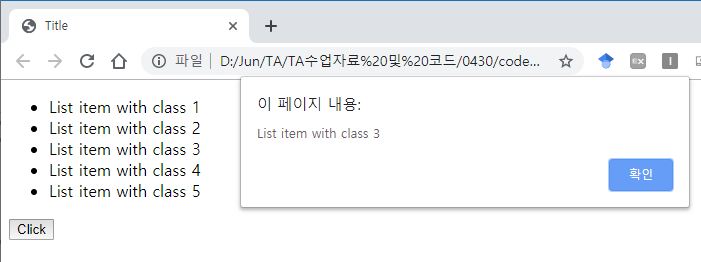 Title
파일 D:/Jun/TA/TA수업자료%20및%20코드/0430/code...
EX
List item with class 1
List item with class 2
List item with class 3
List item with class 4
List item with class 5
Click
이 페이지 내용:
List item with class 3
확인